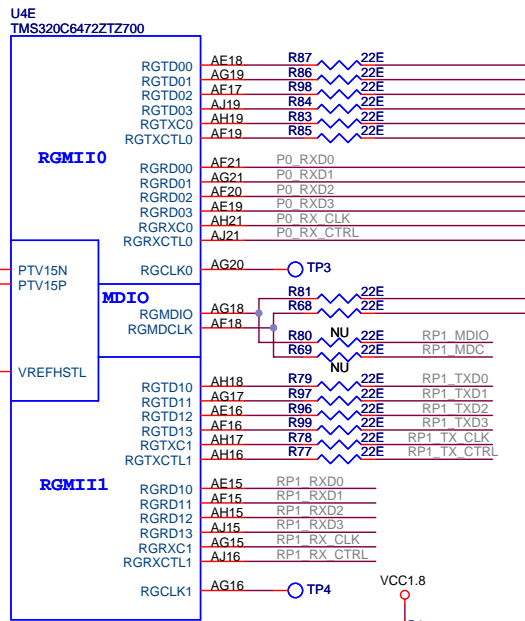 U4E
TMS320C6472ZTZ700
RGTD00 AE18 R87 22E
RGTD01 AG19 R86 22E
RGTD02 AF17 R98 22E
RGTD03 AJ19 R84 22E
RGTXC0 AH19 R83 22E
RGTXCTL0 AF19 R85 22E
RGMII0
RGRD00 AF21 P0_RXD0
RGRD01 AG21 P0_RXD1
RGRD02 AF20 P0_RXD2
RGRD03 AE19 P0_RXD3
RGRXC0 AH21 P0_RX_CLK
RGRXCTL0 AJ21 P0_RX_CTRL
PTV15N RGCLK0 AG20 TP3
PTV15P
MDIO R81 22E
RGMDIO AG18 R68 22E
RGMDCLK AF18
R80 NU 22E RP1_MDIO
R69 22E RP1_MDC
NU
VREFHSTL
RGTD10 AH18 R79 22E RP1_TXD0
RGTD11 AG17 R97 22E RP1_TXD1
RGTD12 AE16 R96 22E RP1_TXD2
RGTD13 AF16 R99 22E RP1_TXD3
RGTXC1 AH17 R78 22E RP1_TX_CLK
RGTXCTL1 AH16 R77 22E RP1_TX_CTRL
RGMII1
RGRD10 AE15 RP1_RXD0
RGRD11 AF15 RP1_RXD1
RGRD12 AH15 RP1_RXD2
RGRD13 AJ15 RP1_RXD3
RGRXC1 AG15 RP1_RX_CLK
RGRXCTL1 AJ16 RP1_RX_CTRL
RGCLK1 AG16 TP4
VCC1.8